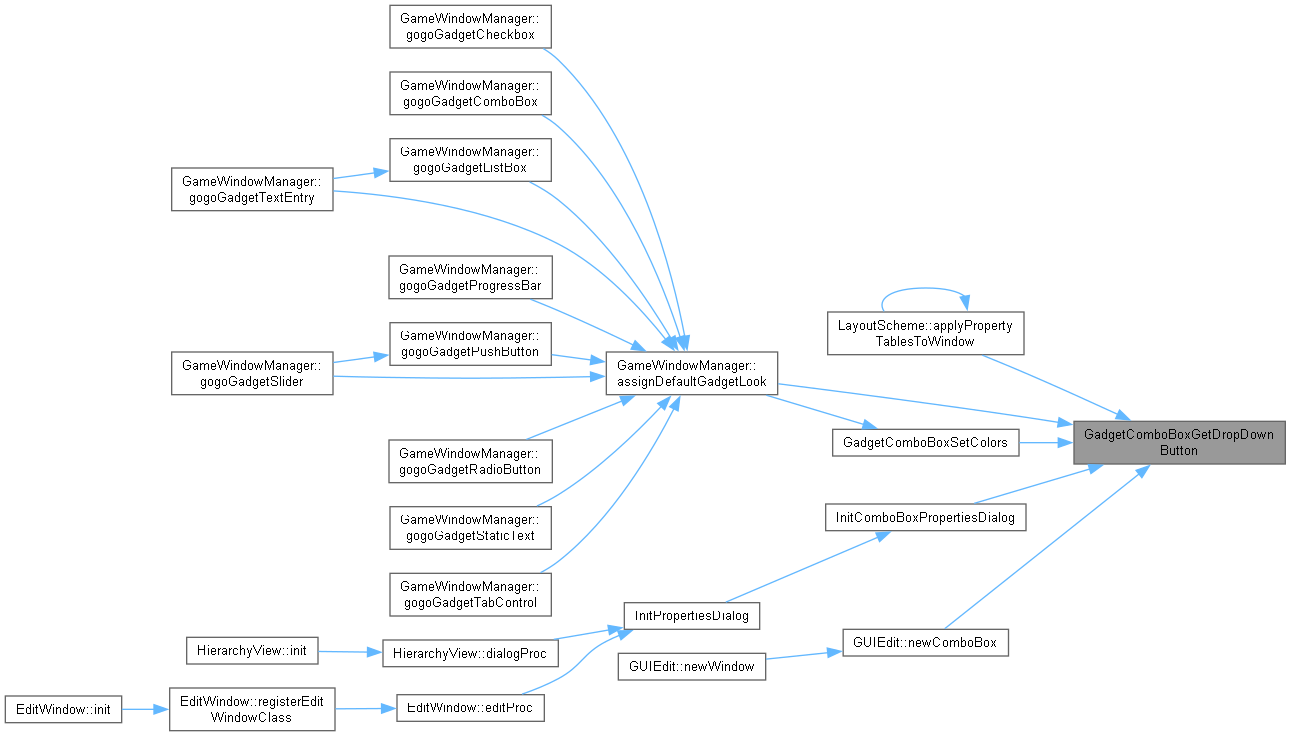 GameWindowManager::
gogoGadgetCheckbox
GameWindowManager::
gogoGadgetComboBox
GameWindowManager::
gogoGadgetListBox
GameWindowManager::
gogoGadgetTextEntry
GameWindowManager::
gogoGadgetProgressBar
GameWindowManager::
gogoGadgetPushButton
GameWindowManager::
gogoGadgetSlider
GameWindowManager::
assignDefaultGadgetLook
LayoutScheme::applyProperty
TablesToWindow
GadgetComboBoxSetColors
GadgetComboBoxGetDropDown
Button
GameWindowManager::
gogoGadgetRadioButton
GameWindowManager::
gogoGadgetStaticText
GameWindowManager::
gogoGadgetTabControl
InitComboBoxPropertiesDialog
InitPropertiesDialog
GUIEdit::newComboBox
GUIEdit::newWindow
HierarchyView::init
HierarchyView::dialogProc
EditWindow::init
EditWindow::registerEdit
WindowClass
EditWindow::editProc